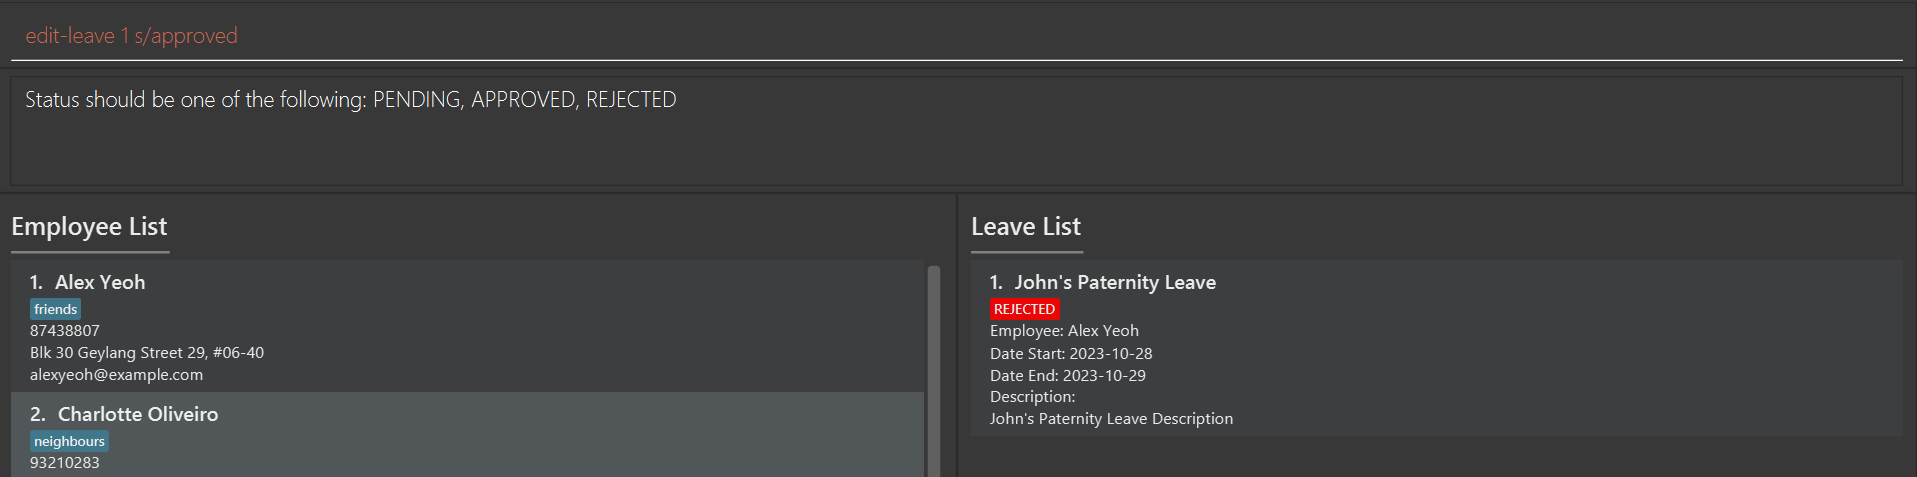 edit-leave 1 s/approved
Status should be one of the following: PENDING, APPROVED, REJECTED
Employee List
1. Alex Yeoh
friends
87438807
Blk 30 Geylang Street 29, #06-40
alexyeoh@example.com
2. Charlotte Oliveiro
neighbours
93210283
Leave List
1. John's Paternity Leave
REJECTED
Employee: Alex Yeoh
Date Start: 2023-10-28
Date End: 2023-10-29
Description:
John's Paternity Leave Description